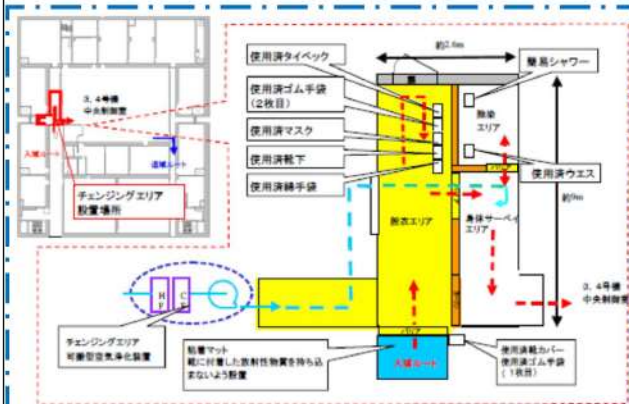 3、4号機
中央制御室
入域ルート
退域ルート
チェンジングエリア
設置場所
使用済タイベック
使用済ゴム手袋
(2枚目)
使用済マスク
使用済靴下
使用済綿手袋
約2.6m
簡易シャワー
除染
エリア
使用済ウエス
約9m
脱衣エリア
身体サーベイ
エリア
3、4号機
中央制御室
チェンジングエリア
可搬型空気浄化装置
粘着マット
靴に付着した放射性物質を持ち込
まないよう設置
バリア
入域ルート
使用済靴カバー
使用済ゴム手袋
(1枚目)